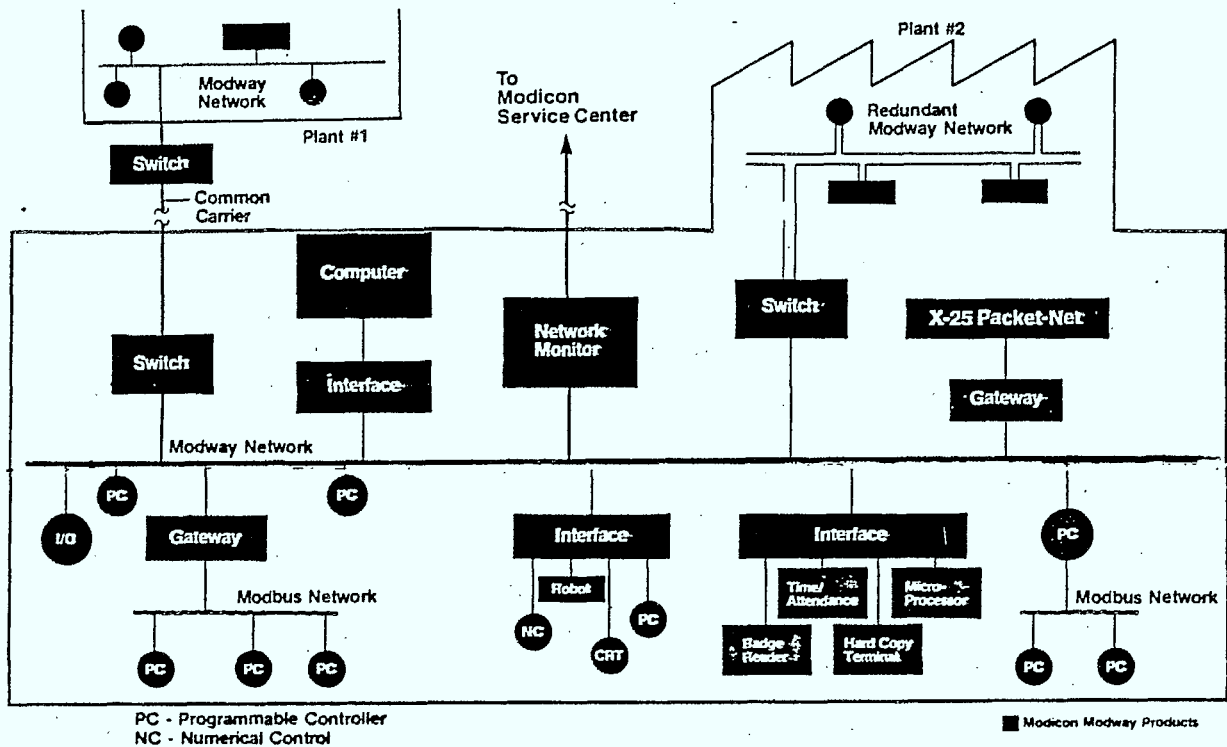 Plant #2
Modway
Network
Plant #1
To
Modicon
Service Center
Redundant
Modway Network
Switch
Common
Carrier
Computer
Switch
Interface
Network
Monitor
Switch
X-25 Packet-Net
Gateway
Modway Network
I/O
PC
PC
Gateway
Interface
Interface
PC
Modbus Network
Robot
NC
CRT
PC
Time/
Attendance
Micro-
Processor
Badge
Reader
Hard Copy
Terminal
Modbus Network
PC
PC
PC
PC
PC
PC - Programmable Controller
NC - Numerical Control
Modicon Modway Products